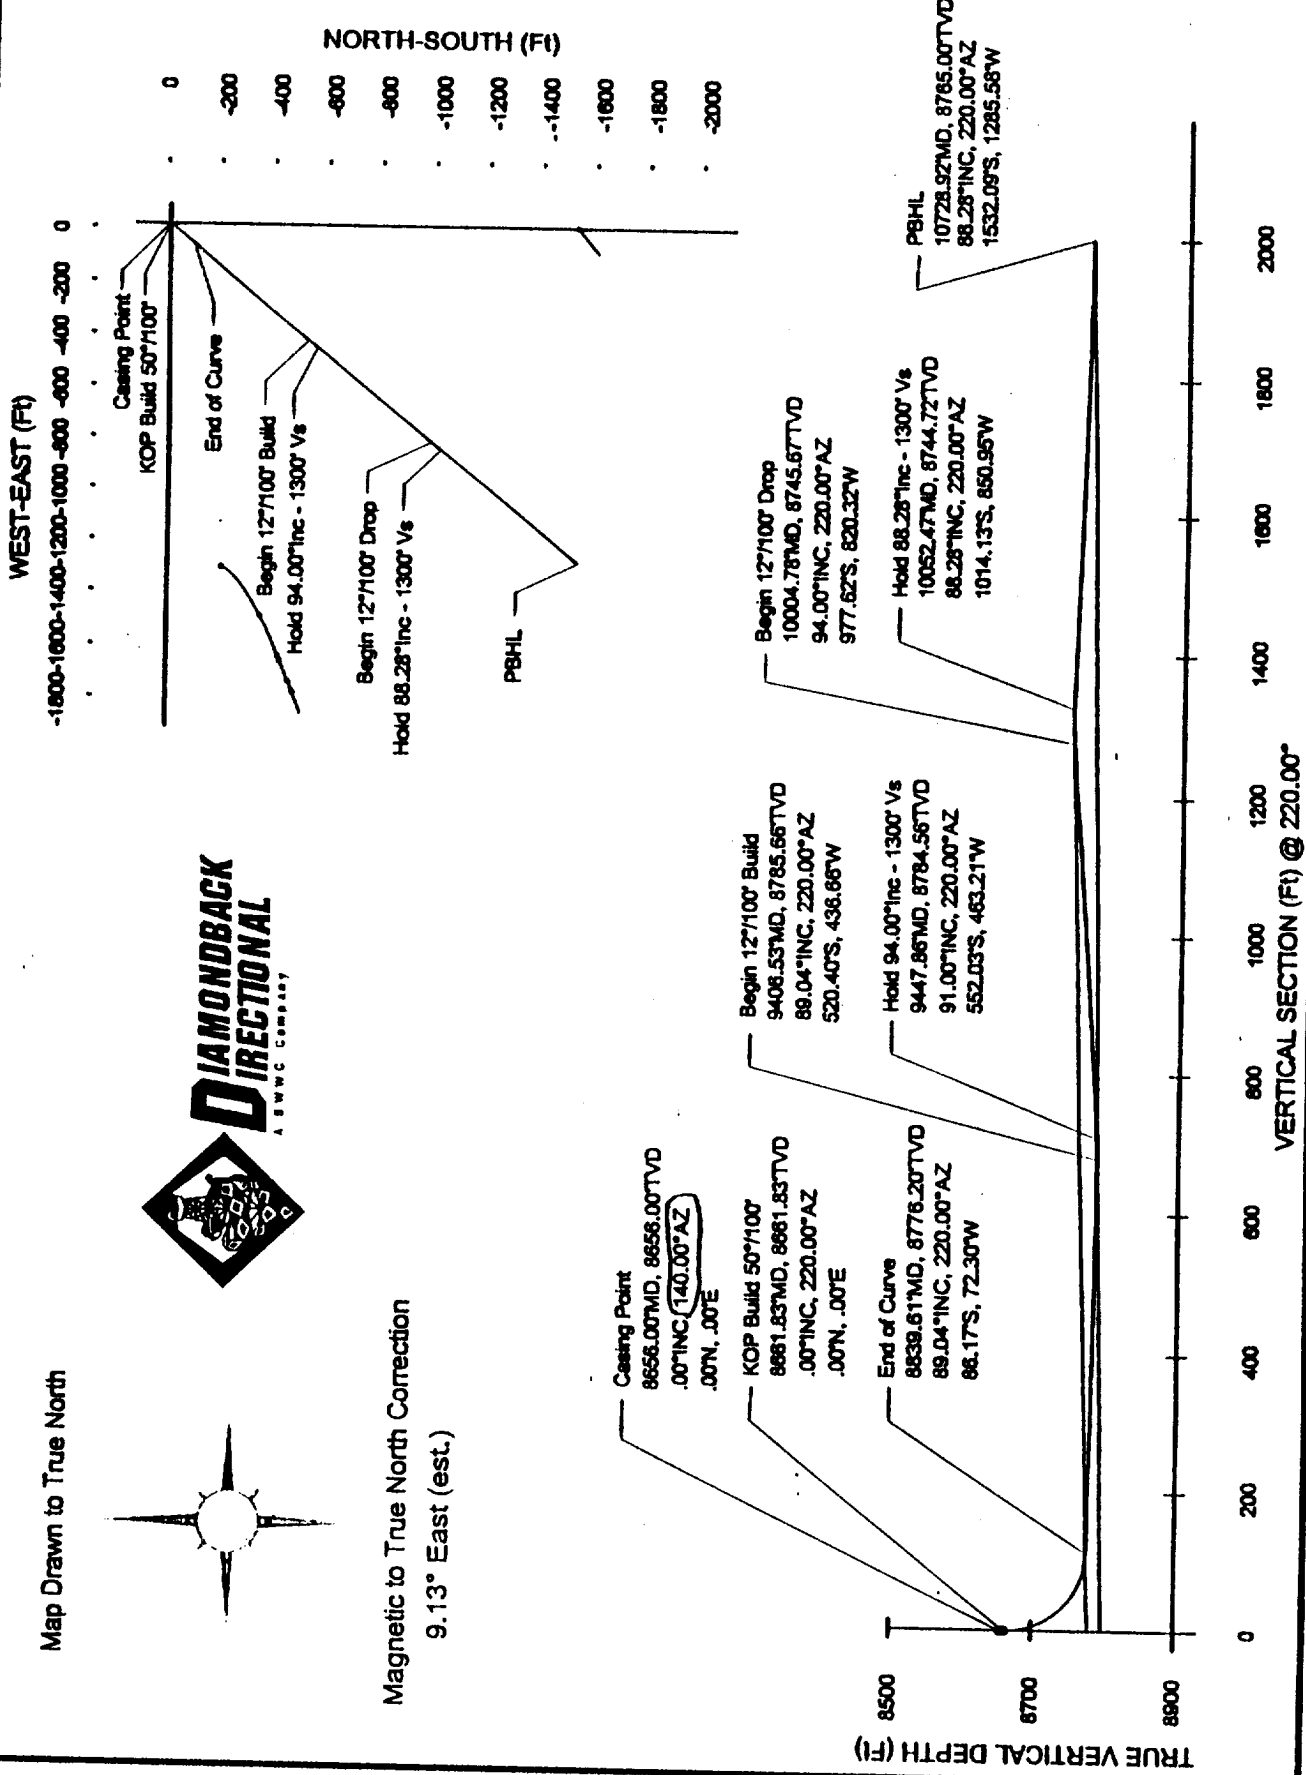 Map Drawn to True North
Magnetic to True North Correction
9.13° East (est.)
DIAMONDBACK
DIRECTIONAL
A SWWC Company
WEST-EAST (Ft)
-1800-1600-1400-1200-1000 -800 -600 -400 -200 0
NORTH-SOUTH (Ft)
0
-200
-400
-600
-800
-1000
-1200
-1400
-1600
-1800
-2000
Casing Point
KOP Build 50°/100'
End of Curve
Begin 12°/100' Build
Hold 94.00°Inc - 1300' Vs
Begin 12°/100' Drop
Hold 88.28°Inc - 1300' Vs
PBHL
Casing Point
8656.00'MD, 8656.00'TVD
.00°INC, 140.00°AZ
.00'N, .00'E
KOP Build 50°/100'
8661.83'MD, 8661.83'TVD
.00°INC, 220.00°AZ
.00'N, .00'E
End of Curve
8839.61'MD, 8776.20'TVD
89.04°INC, 220.00°AZ
86.17'S, 72.30'W
Begin 12°/100' Build
9406.53'MD, 8785.66'TVD
89.04°INC, 220.00°AZ
520.40'S, 436.66'W
Hold 94.00°Inc - 1300' Vs
9447.86'MD, 8784.56'TVD
91.00°INC, 220.00°AZ
552.03'S, 463.21'W
Begin 12°/100' Drop
10004.78'MD, 8745.67'TVD
94.00°INC, 220.00°AZ
977.62'S, 820.32'W
Hold 88.28°Inc - 1300' Vs
10052.47'MD, 8744.72'TVD
88.28°INC, 220.00°AZ
1014.13'S, 850.95'W
PBHL
10728.92'MD, 8765.00'TVD
88.28°INC, 220.00°AZ
1532.09'S, 1285.58'W
TRUE VERTICAL DEPTH (Ft)
8500
8700
8900
0 200 400 600 800 1000 1200 1400 1600 1800 2000
VERTICAL SECTION (Ft) @ 220.00°